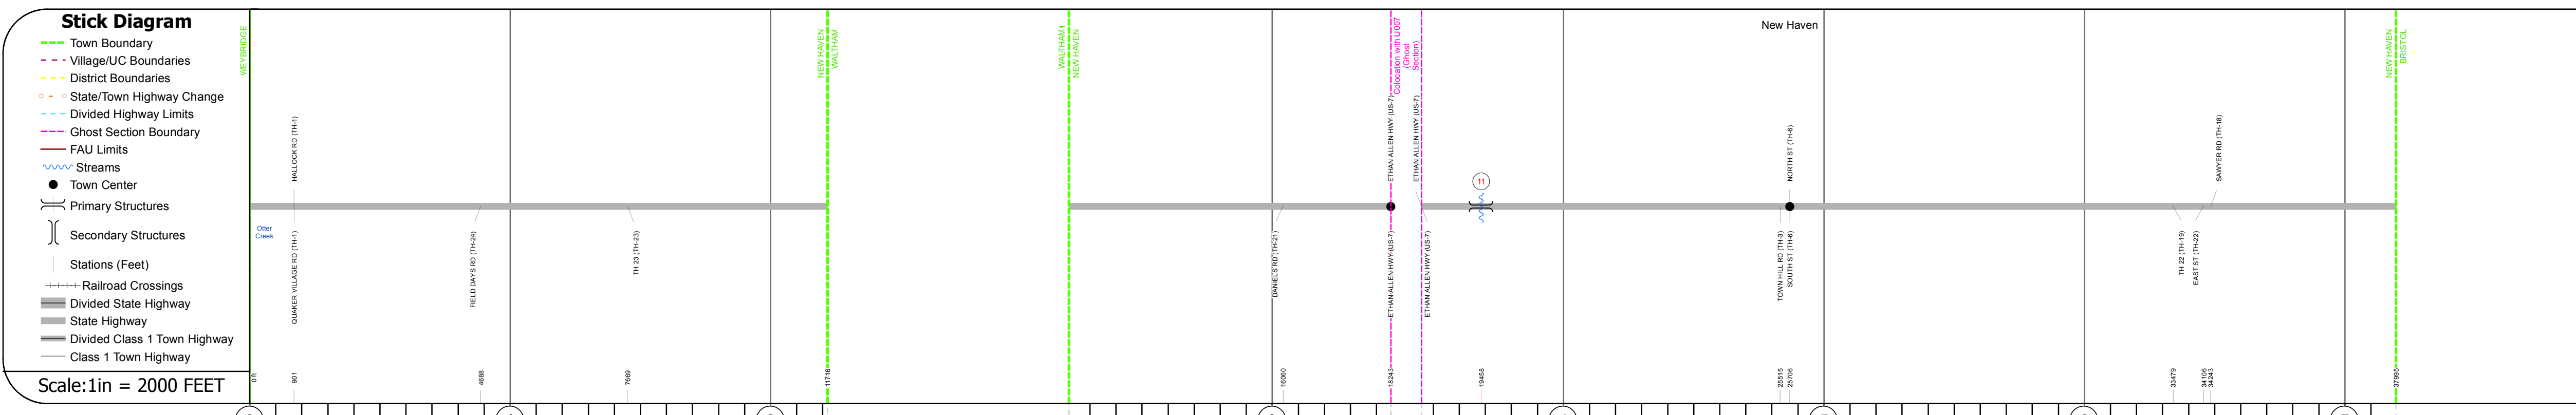 Stick Diagram
Town Boundary
Village/UC Boundaries
District Boundaries
State/Town Highway Change
Divided Highway Limits
Ghost Section Boundary
FAU Limits
Streams
Town Center
Primary Structures
Secondary Structures
Stations (Feet)
Railroad Crossings
Divided State Highway
State Highway
Divided Class 1 Town Highway
Class 1 Town Highway
Scale:1in = 2000 FEET
WEYBRIDGE
NEW HAVEN
WALTHAM
WALTHAM
NEW HAVEN
Colocation with U007
(Ghost
Section)
New Haven
NEW HAVEN
BRISTOL
HALLOCK RD (TH-1)
ETHAN ALLEN HWY (US-7)
ETHAN ALLEN HWY (US-7)
NORTH ST (TH-6)
SAWYER RD (TH-18)
11
Otter
Creek
QUAKER VILLAGE RD (TH-1)
FIELD DAYS RD (TH-24)
TH 23 (TH-23)
DANIELS RD (TH-21)
ETHAN ALLEN HWY (US-7)
ETHAN ALLEN HWY (US-7)
TOWN HILL RD (TH-3)
SOUTH ST (TH-6)
TH 22 (TH-19)
EAST ST (TH-22)
0 ft
901
4688
7669
11716
16060
18243
19458
25515
25706
33479
34106
34243
37995